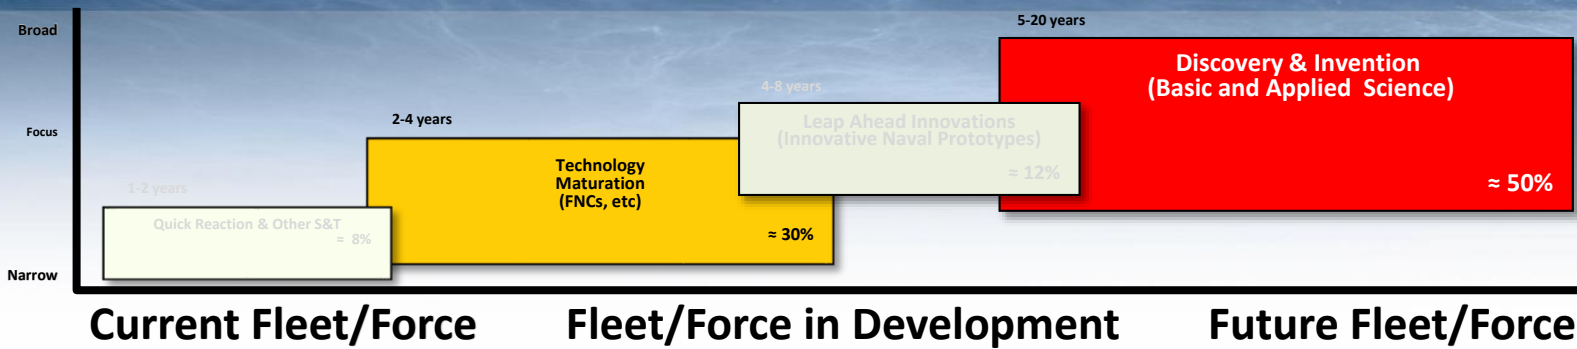 Broad
Focus
Narrow
1-2 years
Quick Reaction & Other S&T
≈ 8%
2-4 years
Technology
Maturation
(FNCs, etc)
≈ 30%
4-8 years
Leap Ahead Innovations
(Innovative Naval Prototypes)
≈ 12%
5-20 years
Discovery & Invention
(Basic and Applied Science)
≈ 50%
Current Fleet/Force
Fleet/Force in Development
Future Fleet/Force